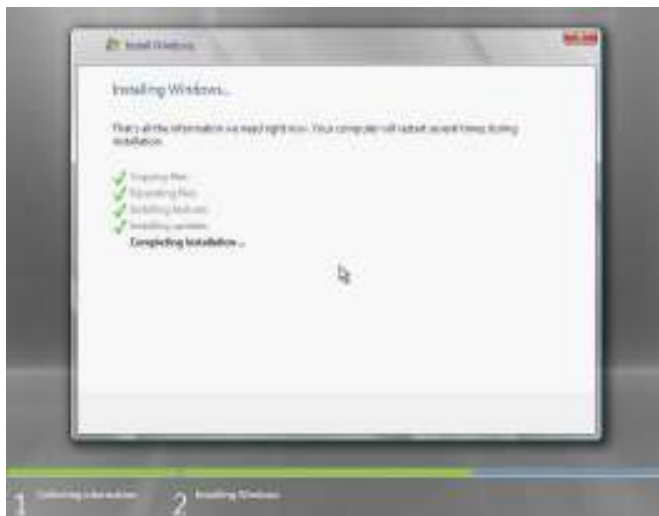 Install Windows
Installing Windows...
That's all the information we need right now. Your computer will restart several times during
installation.
Copying files
Expanding files
Installing features
Installing updates
Completing installation ...
1 Collecting information
2 Installing Windows